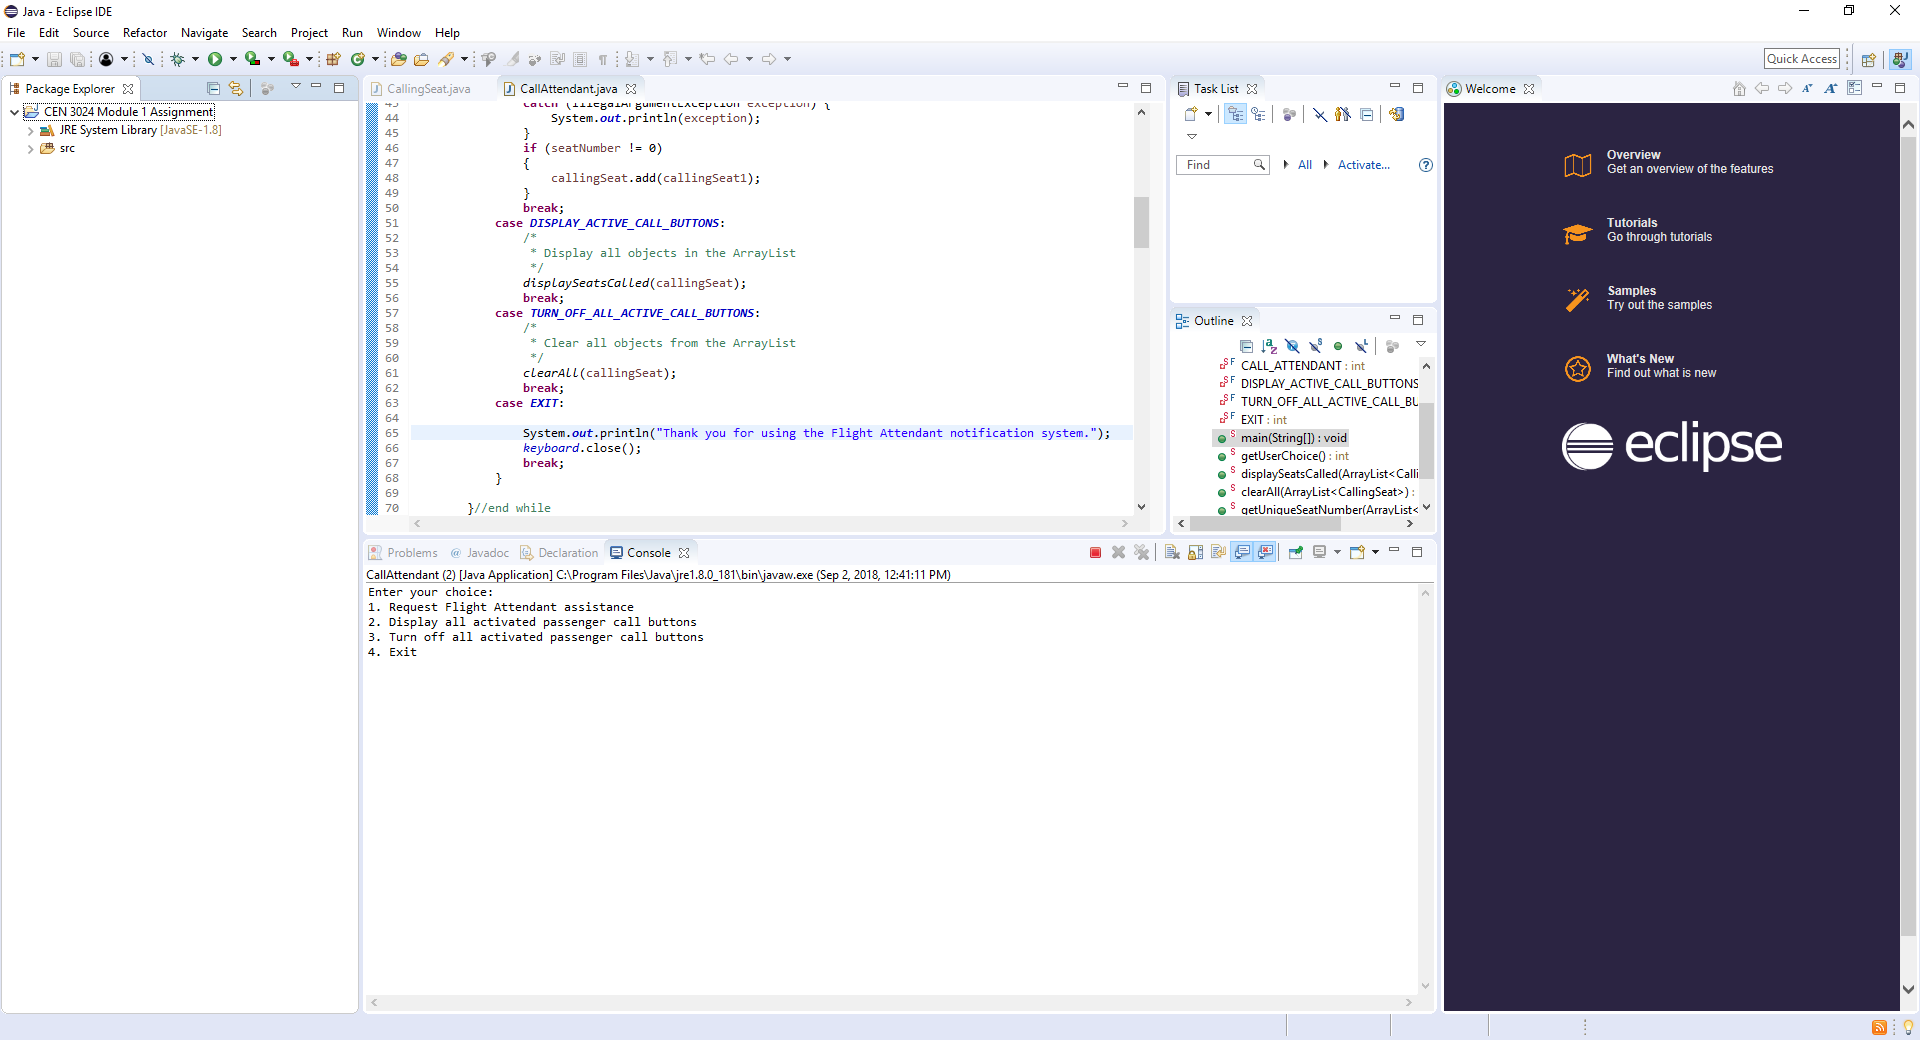 Java - Eclipse IDE
File Edit Source Refactor Navigate Search Project Run Window Help
Quick Access
Package Explorer
CEN 3024 Module 1 Assignment
JRE System Library [JavaSE-1.8]
src
CallingSeat.java CallAttendant.java
43 catch (IllegalArgumentException exception) {
44 System.out.println(exception);
45 }
46 if (seatNumber != 0)
47 {
48 callingSeat.add(callingSeat1);
49 }
50 break;
51 case DISPLAY_ACTIVE_CALL_BUTTONS:
52 /*
53 * Display all objects in the ArrayList
54 */
55 displaySeatsCalled(callingSeat);
56 break;
57 case TURN_OFF_ALL_ACTIVE_CALL_BUTTONS:
58 /*
59 * Clear all objects from the ArrayList
60 */
61 clearAll(callingSeat);
62 break;
63 case EXIT:
64
65 System.out.println("Thank you for using the Flight Attendant notification system.");
66 keyboard.close();
67 break;
68 }
69
70 }//end while
Task List
Find All Activate...
Outline
CALL_ATTENDANT : int
DISPLAY_ACTIVE_CALL_BUTTONS
TURN_OFF_ALL_ACTIVE_CALL_BU
EXIT : int
main(String[]) : void
getUserChoice() : int
displaySeatsCalled(ArrayList<Calli
clearAll(ArrayList<CallingSeat>) :
getUniqueSeatNumber(ArrayList<
Problems Javadoc Declaration Console
CallAttendant (2) [Java Application] C:\Program Files\Java\jre1.8.0_181\bin\javaw.exe (Sep 2, 2018, 12:41:11 PM)
Enter your choice:
1. Request Flight Attendant assistance
2. Display all activated passenger call buttons
3. Turn off all activated passenger call buttons
4. Exit
Welcome
Overview
Get an overview of the features
Tutorials
Go through tutorials
Samples
Try out the samples
What's New
Find out what is new
eclipse